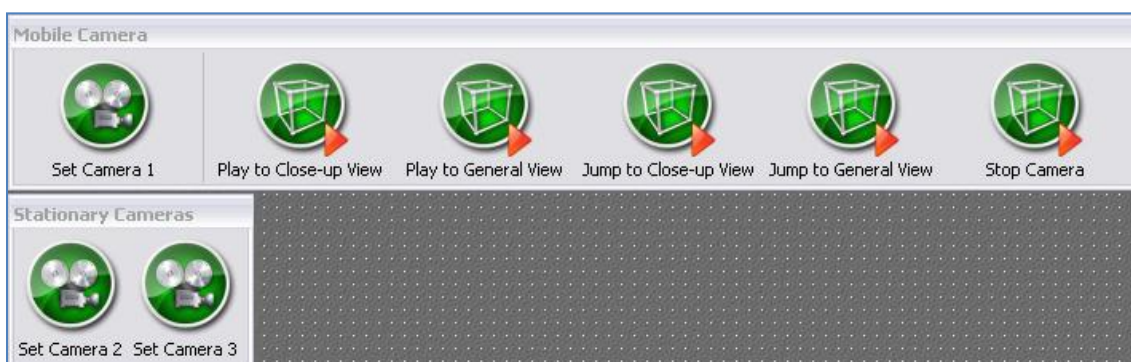 Mobile Camera
Set Camera 1
Play to Close-up View
Play to General View
Jump to Close-up View
Jump to General View
Stop Camera
Stationary Cameras
Set Camera 2
Set Camera 3